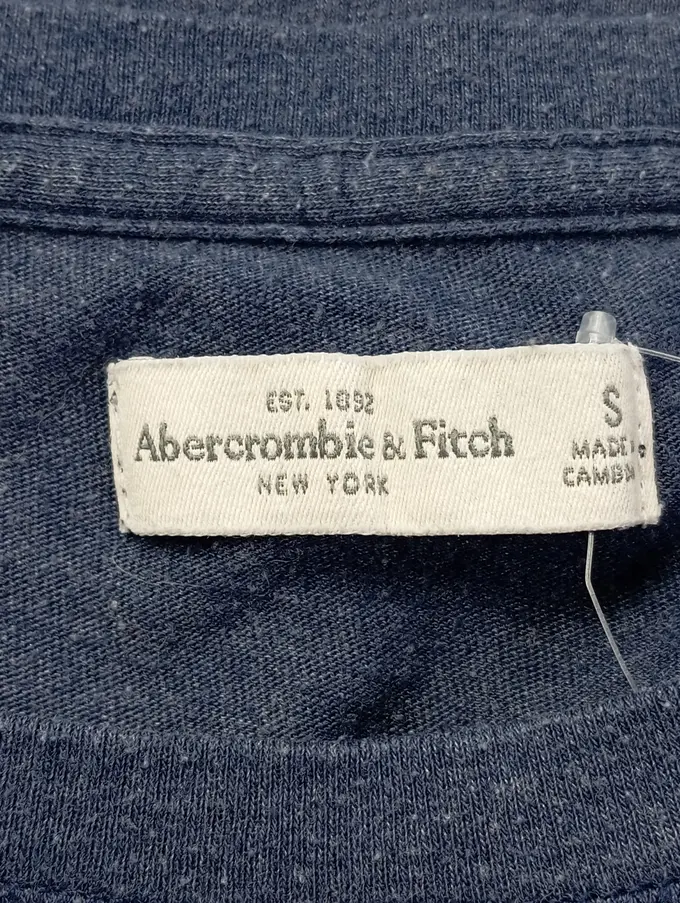 EST. 1892
Abercrombie & Fitch
NEW YORK
S
MADE